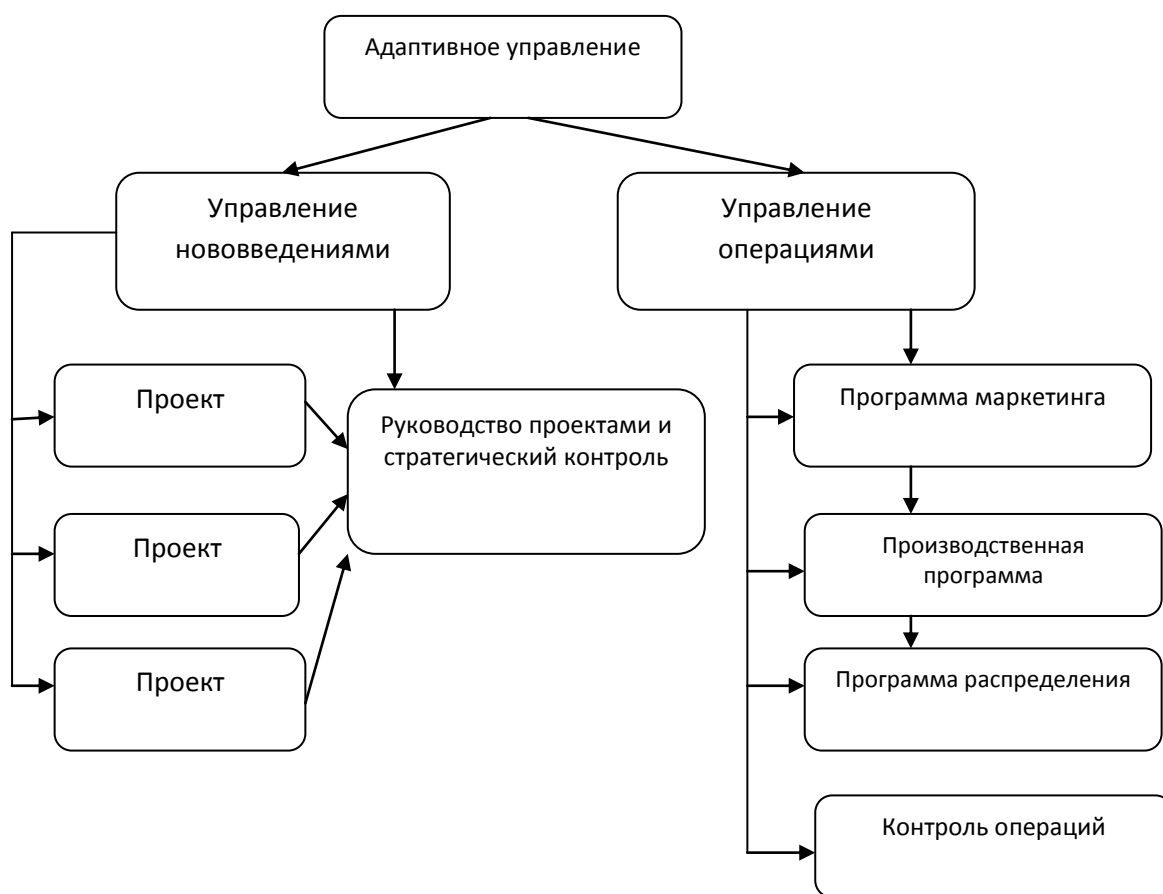 Адаптивное управление
Управление
нововведениями
Управление
операциями
Проект
Руководство проектами и
стратегический контроль
Программа маркетинга
Проект
Производственная
программа
Проект
Программа распределения
Контроль операций